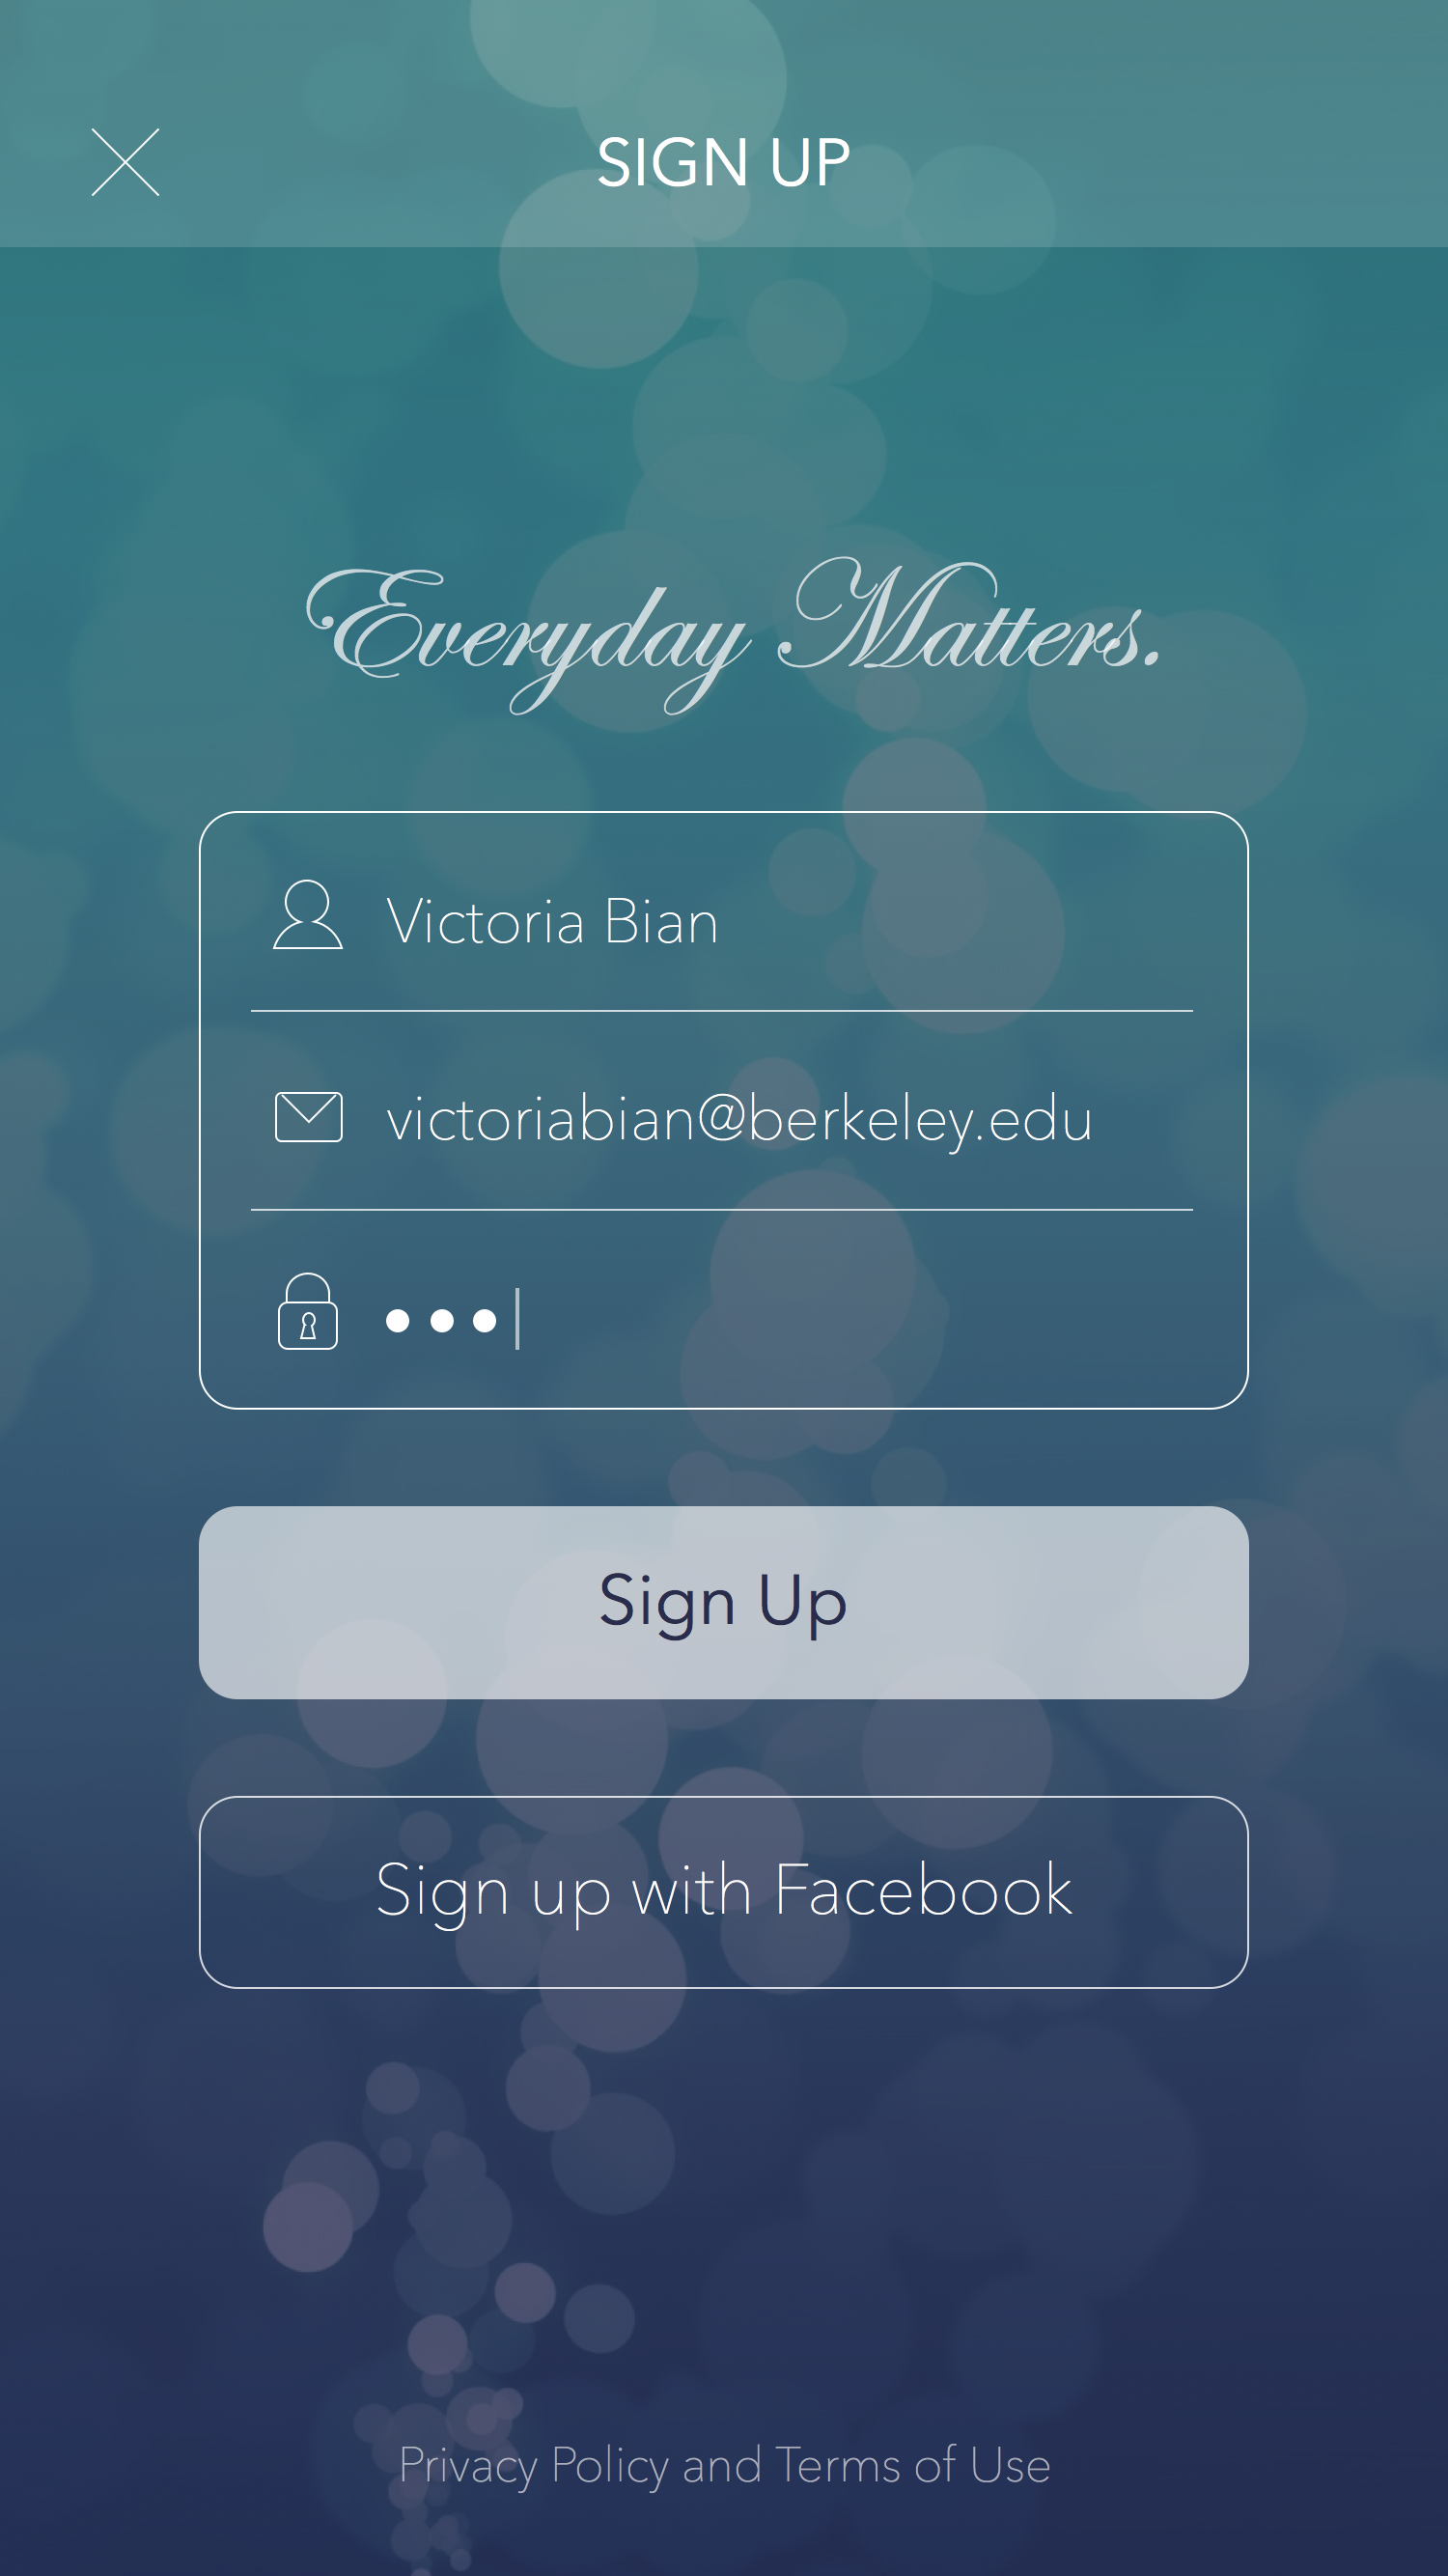 SIGN UP
Everyday Matters.
Victoria Bian
victoriabian@berkeley.edu
Sign Up
Sign up with Facebook
Privacy Policy and Terms of Use